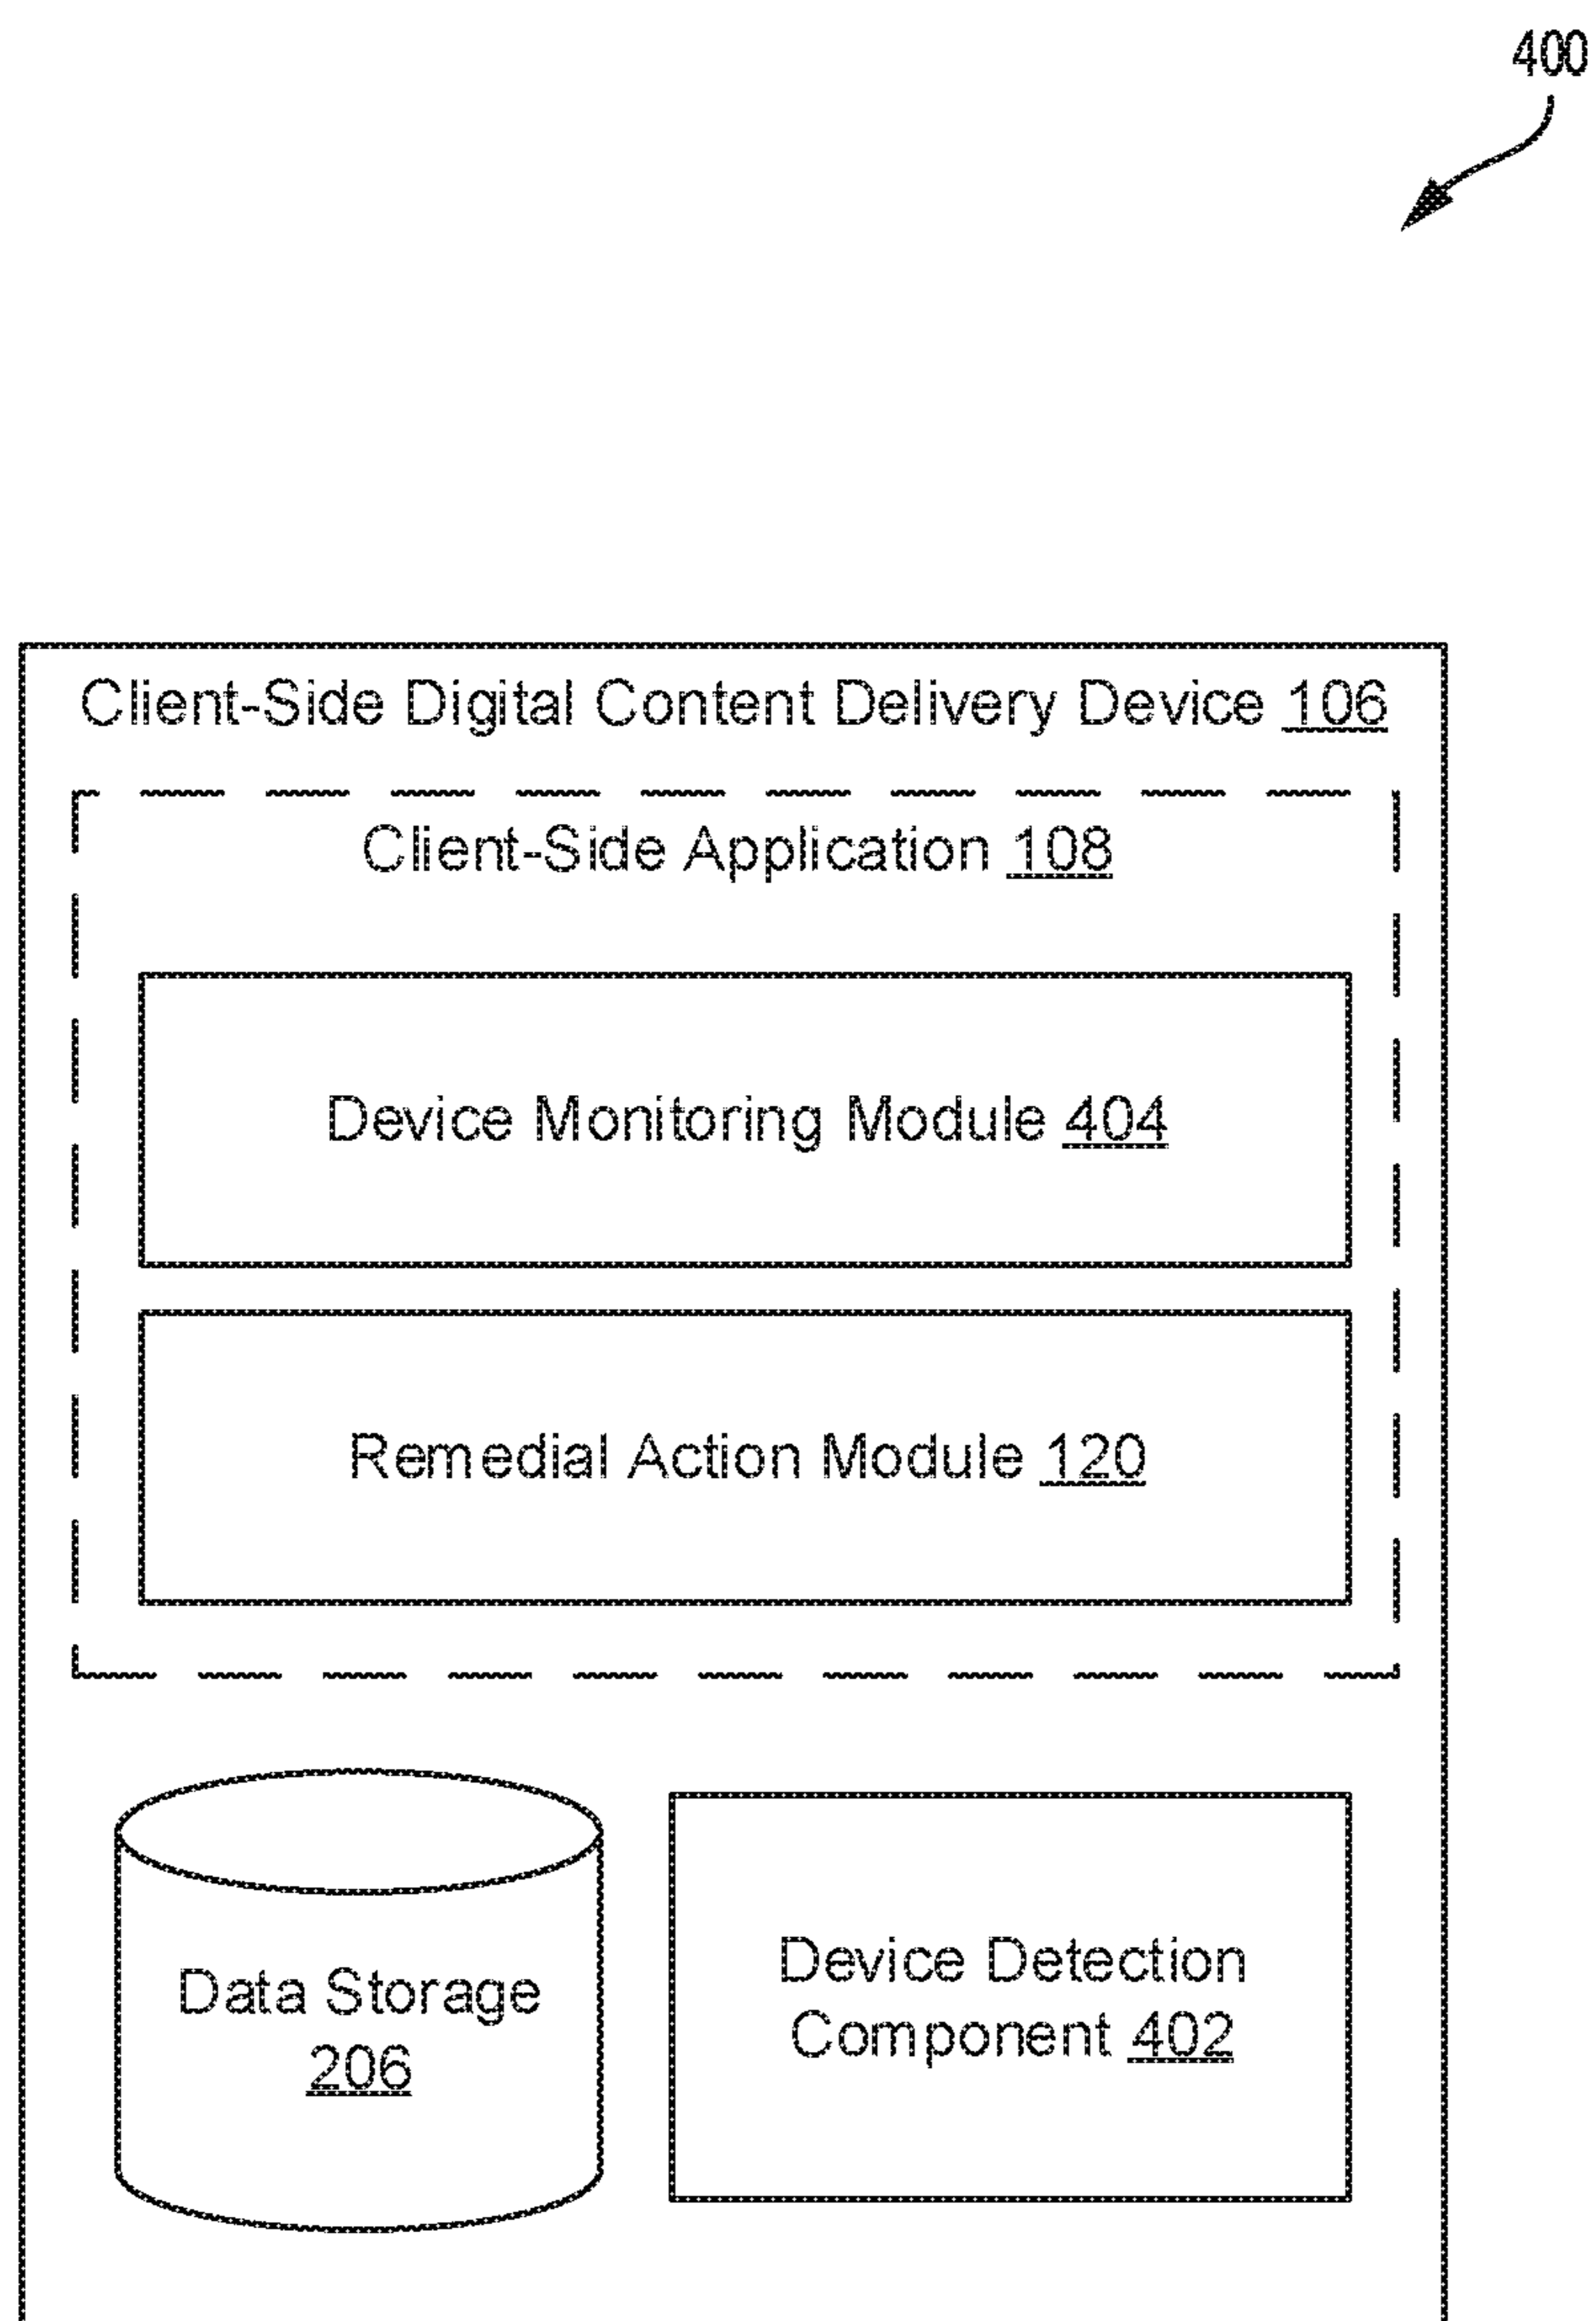 400
Client-Side Digital Content Delivery Device 106
Client-Side Application 108
Device Monitoring Module 404
Remedial Action Module 120
Data Storage
206
Device Detection
Component 402